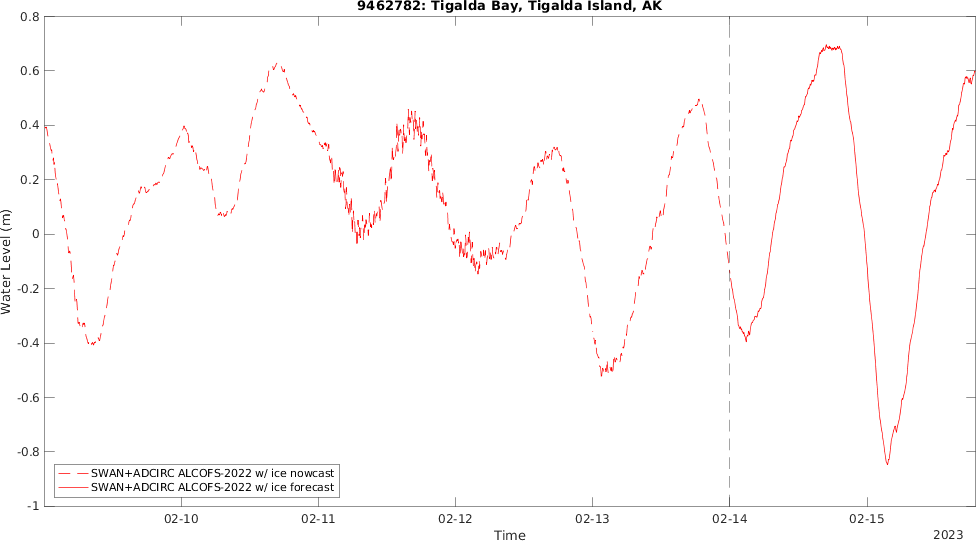 9462782: Tigalda Bay, Tigalda Island, AK
0.8
0.6
0.4
0.2
0
-0.2
-0.4
-0.6
-0.8
-1
Water Level (m)
SWAN+ADCIRC ALCOFS-2022 w/ ice nowcast
SWAN+ADCIRC ALCOFS-2022 w/ ice forecast
02-10 02-11 02-12 02-13 02-14 02-15
Time
2023